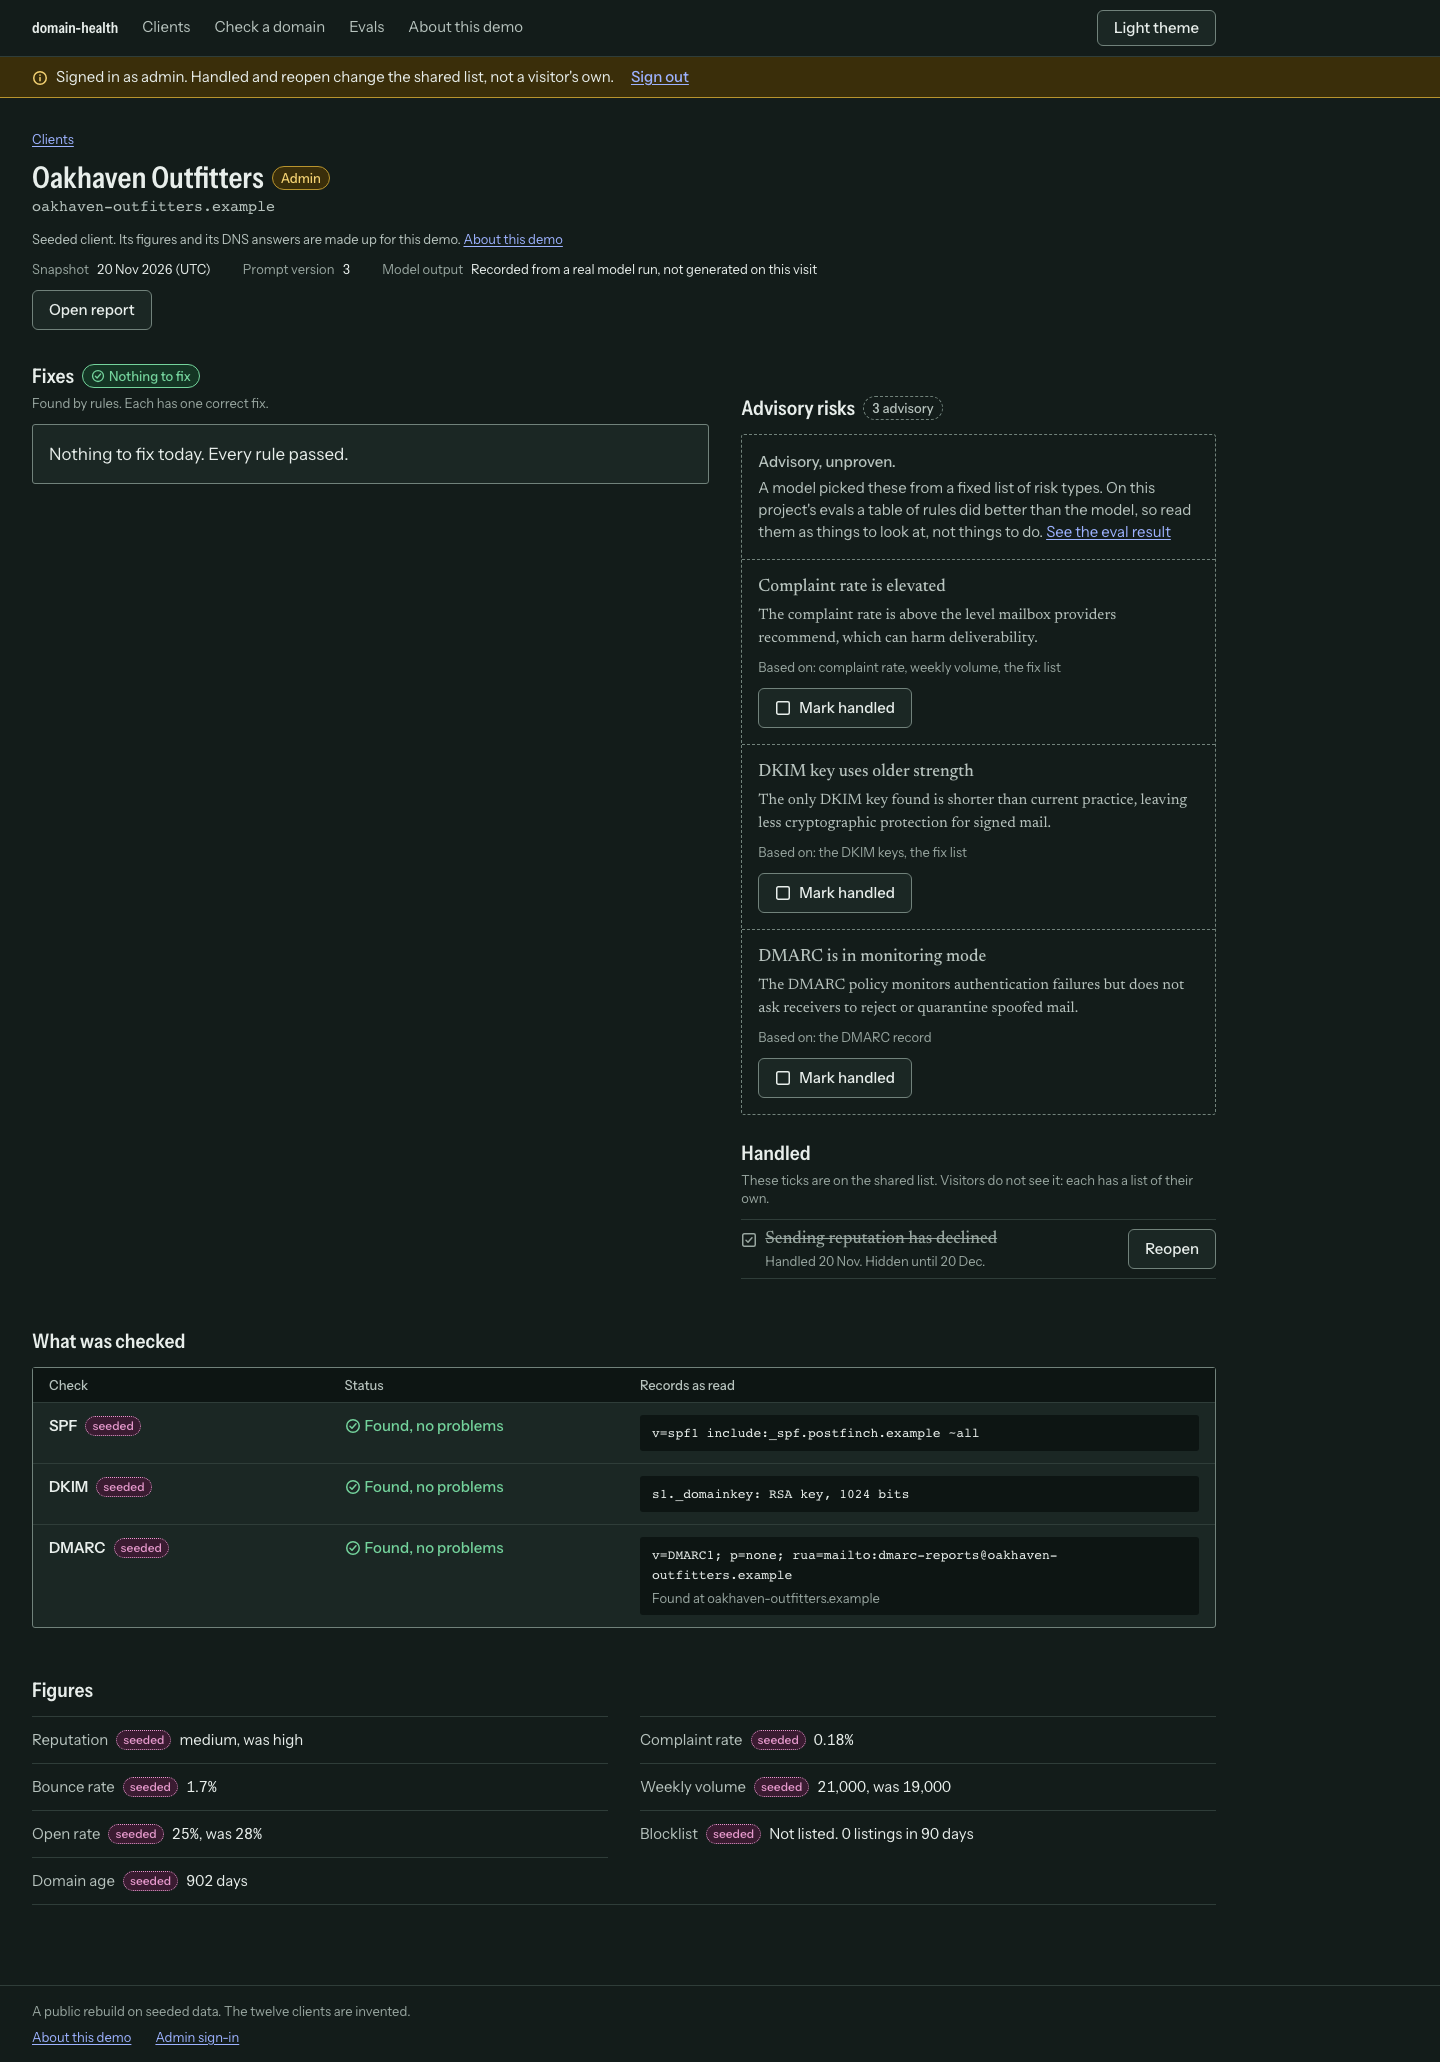 domain-health
Clients
Check a domain
Evals
About this demo
Light theme
Signed in as admin. Handled and reopen change the shared list, not a visitor's own. Sign out
Clients
Oakhaven Outfitters Admin
oakhaven-outfitters.example
Seeded client. Its figures and its DNS answers are made up for this demo. About this demo
Snapshot 20 Nov 2026 (UTC) Prompt version 3 Model output Recorded from a real model run, not generated on this visit
Open report
Fixes Nothing to fix
Found by rules. Each has one correct fix.
Nothing to fix today. Every rule passed.
Advisory risks 3 advisory
Advisory, unproven.
A model picked these from a fixed list of risk types. On this
project's evals a table of rules did better than the model, so read
them as things to look at, not things to do. See the eval result
Complaint rate is elevated
The complaint rate is above the level mailbox providers
recommend, which can harm deliverability.
Based on: complaint rate, weekly volume, the fix list
Mark handled
DKIM key uses older strength
The only DKIM key found is shorter than current practice, leaving
less cryptographic protection for signed mail.
Based on: the DKIM keys, the fix list
Mark handled
DMARC is in monitoring mode
The DMARC policy monitors authentication failures but does not
ask receivers to reject or quarantine spoofed mail.
Based on: the DMARC record
Mark handled
Handled
These ticks are on the shared list. Visitors do not see it: each has a list of their
own.
Sending reputation has declined
Handled 20 Nov. Hidden until 20 Dec.
Reopen
What was checked
Check Status Records as read
SPF seeded Found, no problems v=spf1 include:_spf.postfinch.example ~all
DKIM seeded Found, no problems s1._domainkey: RSA key, 1024 bits
DMARC seeded Found, no problems v=DMARC1; p=none; rua=mailto:dmarc-reports@oakhaven-
outfitters.example
Found at oakhaven-outfitters.example
Figures
Reputation seeded medium, was high
Complaint rate seeded 0.18%
Bounce rate seeded 1.7%
Weekly volume seeded 21,000, was 19,000
Open rate seeded 25%, was 28%
Blocklist seeded Not listed. 0 listings in 90 days
Domain age seeded 902 days
A public rebuild on seeded data. The twelve clients are invented.
About this demo Admin sign-in